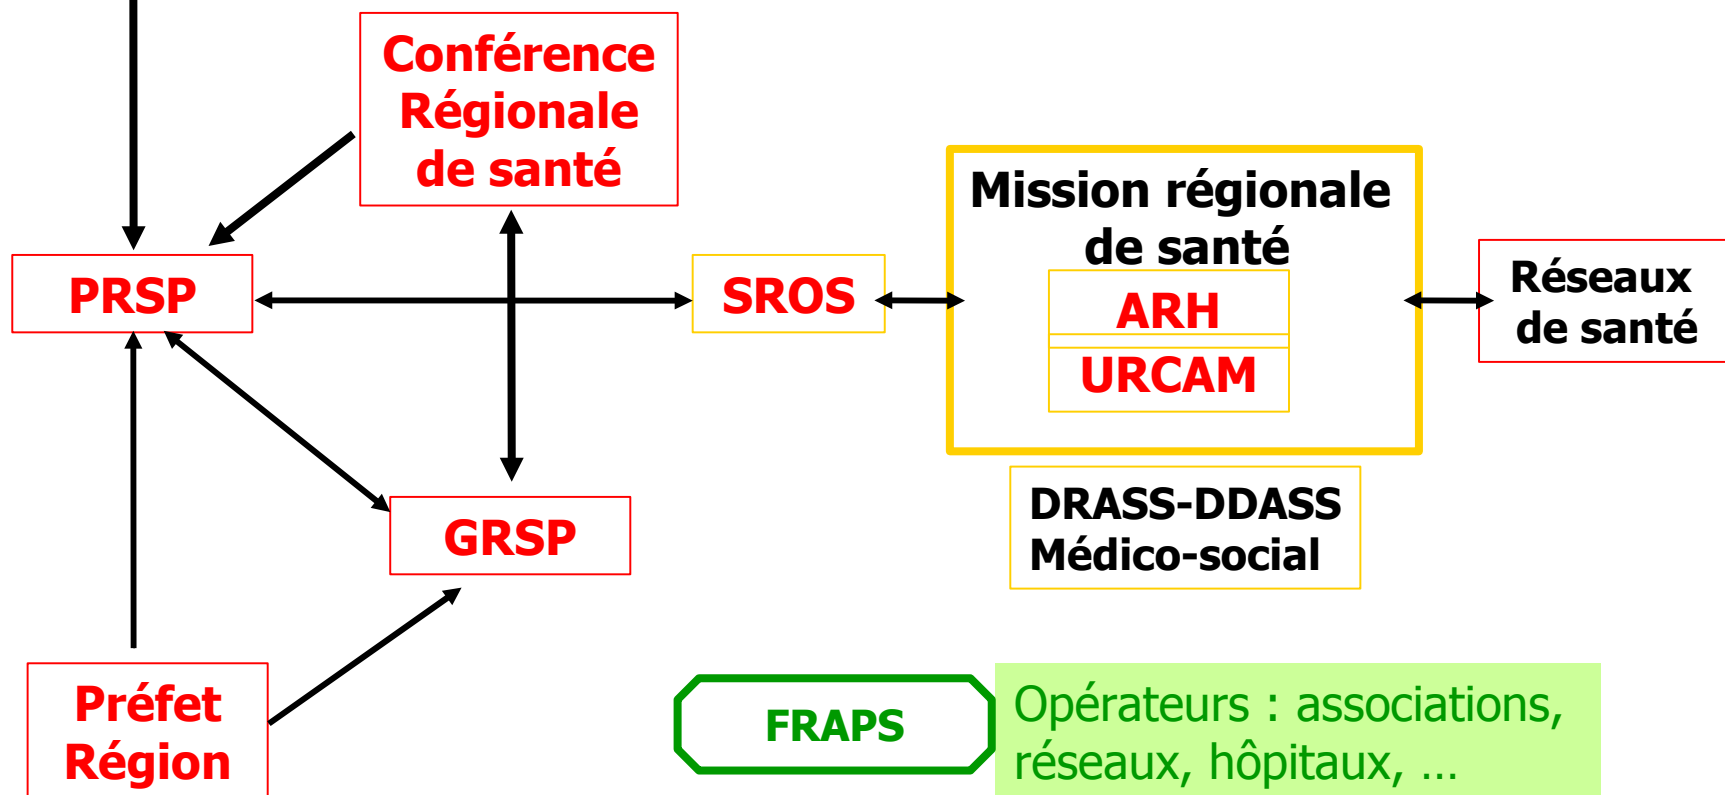 Conférence
Régionale
de santé
Mission régionale
de santé
PRSP
SROS
ARH
URCAM
Réseaux
de santé
GRSP
DRASS-DDASS
Médico-social
Préfet
Région
FRAPS
Opérateurs : associations,
réseaux, hôpitaux, ...